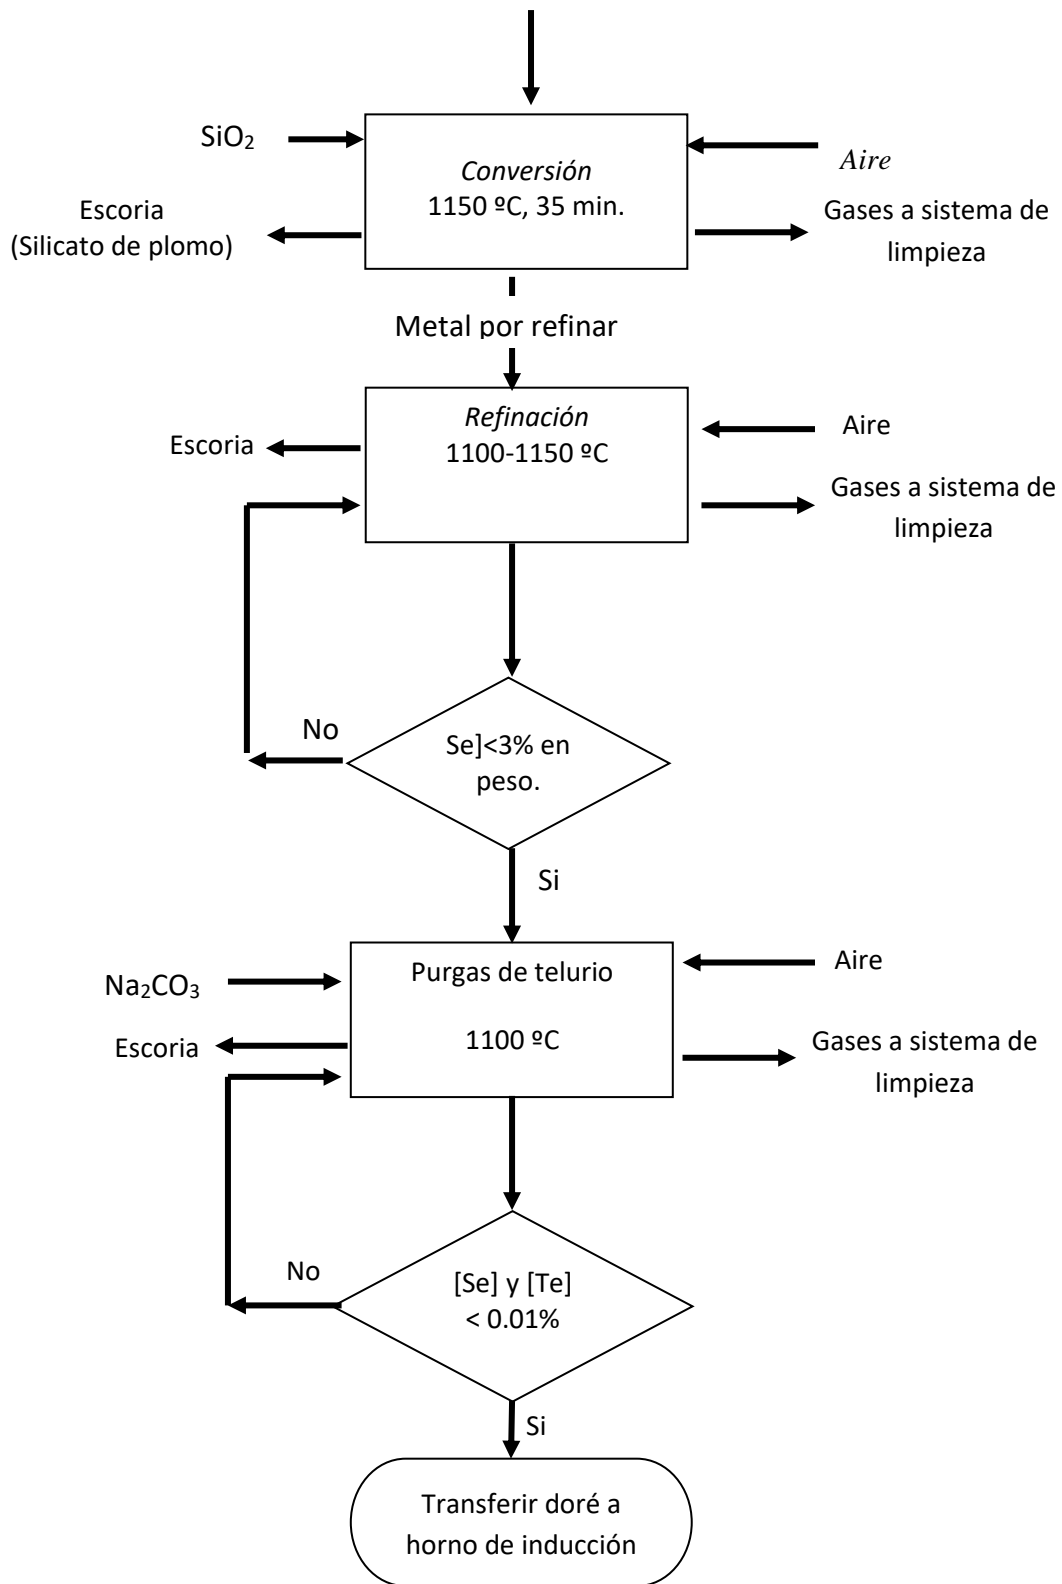 SiO₂
Conversión
1150 ºC, 35 min.
Aire
Escoria
(Silicato de plomo)
Gases a sistema de
limpieza
Metal por refinar
Refinación
1100-1150 ºC
Aire
Escoria
Gases a sistema de
limpieza
No
Se]<3% en
peso.
Si
Purgas de telurio
1100 ºC
Aire
Na₂CO₃
Escoria
Gases a sistema de
limpieza
No
[Se] y [Te]
< 0.01%
Si
Transferir doré a
horno de inducción